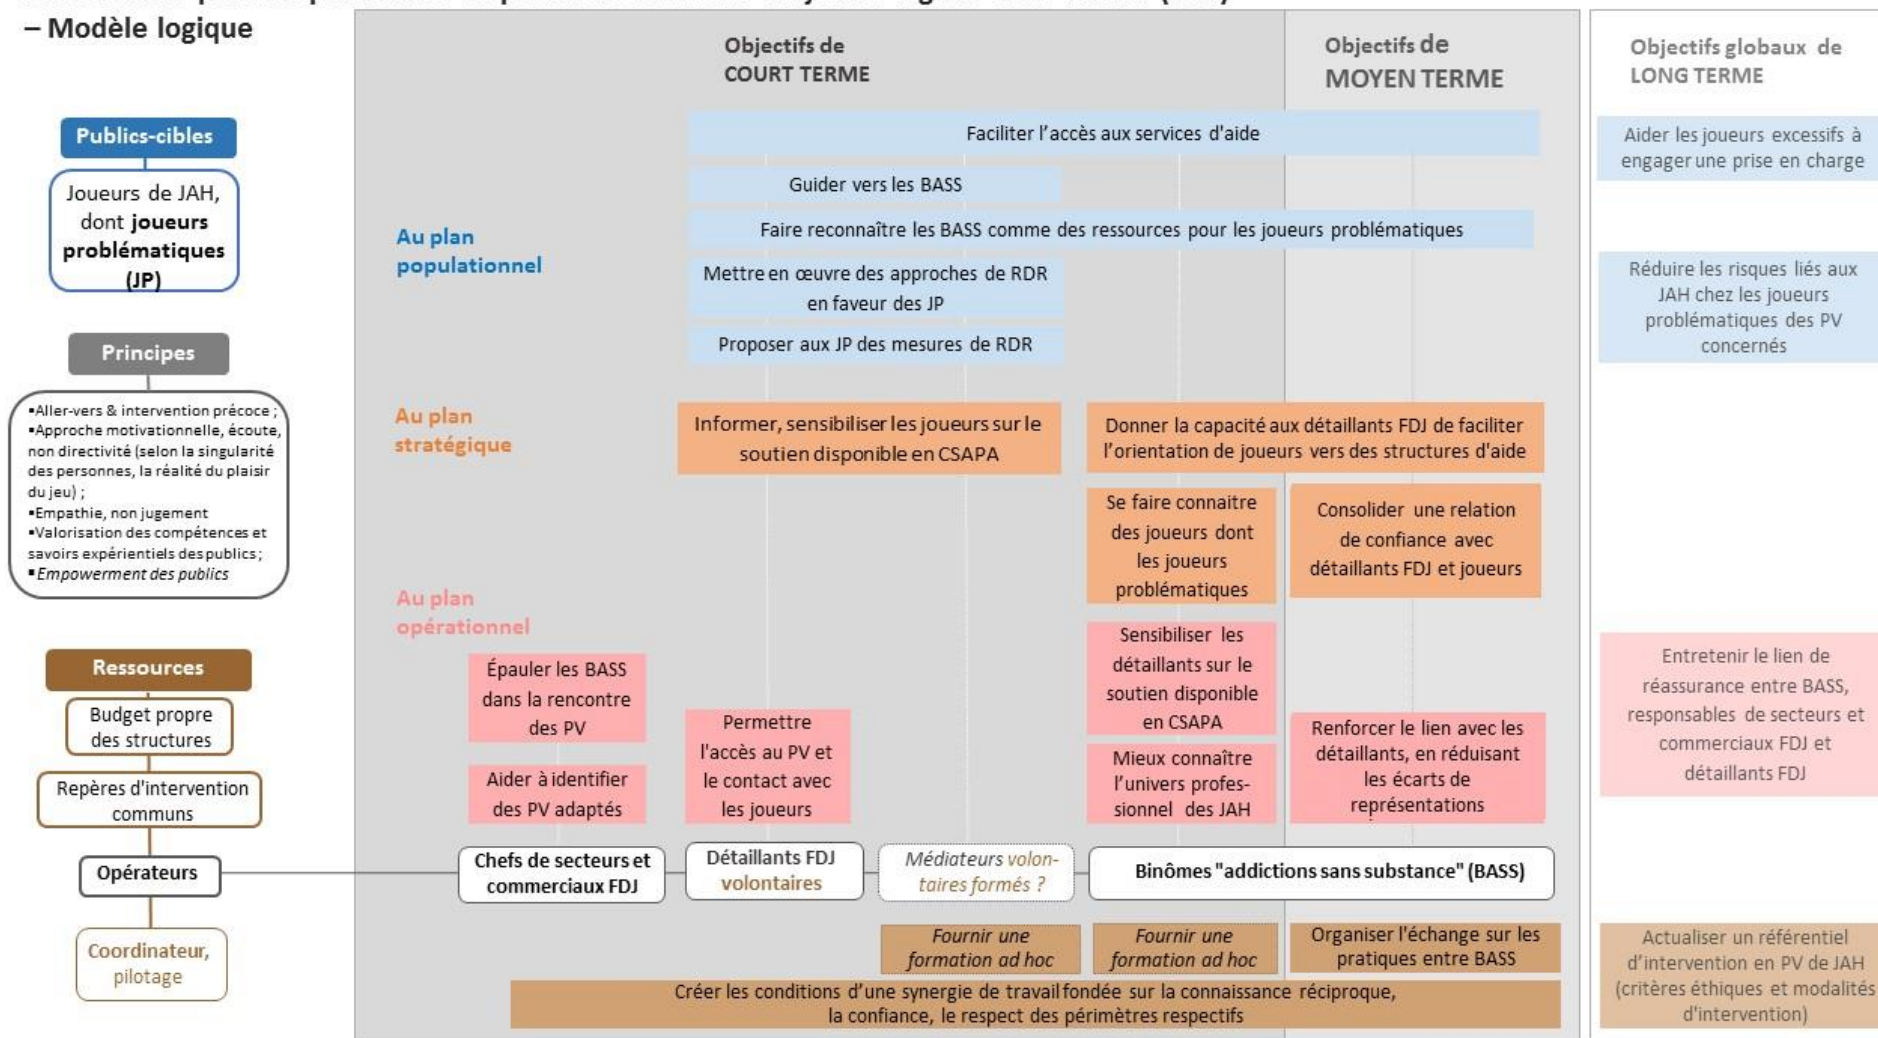 – Modèle logique
Objectifs de
COURT TERME
Objectifs de
MOYEN TERME
Objectifs globaux de
LONG TERME
Publics-cibles
Joueurs de JAH,
dont joueurs
problématiques
(JP)
Principes
▪Aller-vers & intervention précoce ;
▪Approche motivationnelle, écoute,
non directivité (selon la singularité
des personnes, la réalité du plaisir
du jeu) ;
▪Empathie, non jugement
▪Valorisation des compétences et
savoirs expérientiels des publics ;
▪Empowerment des publics
Ressources
Budget propre
des structures
Repères d'intervention
communs
Opérateurs
Coordinateur,
pilotage
Au plan
populationnel
Faciliter l’accès aux services d'aide
Guider vers les BASS
Faire reconnaître les BASS comme des ressources pour les joueurs problématiques
Mettre en œuvre des approches de RDR
en faveur des JP
Proposer aux JP des mesures de RDR
Aider les joueurs excessifs à
engager une prise en charge
Réduire les risques liés aux
JAH chez les joueurs
problématiques des PV
concernés
Au plan
stratégique
Informer, sensibiliser les joueurs sur le
soutien disponible en CSAPA
Donner la capacité aux détaillants FDJ de faciliter
l’orientation de joueurs vers des structures d'aide
Se faire connaitre
des joueurs dont
les joueurs
problématiques
Consolider une relation
de confiance avec
détaillants FDJ et joueurs
Au plan
opérationnel
Épauler les BASS
dans la rencontre
des PV
Aider à identifier
des PV adaptés
Permettre
l'accès au PV et
le contact avec
les joueurs
Sensibiliser les
détaillants sur le
soutien disponible
en CSAPA
Mieux connaître
l’univers profes-
sionnel des JAH
Renforcer le lien avec les
détaillants, en réduisant
les écarts de
représentations
Entretenir le lien de
réassurance entre BASS,
responsables de secteurs et
commerciaux FDJ et
détaillants FDJ
Chefs de secteurs et
commerciaux FDJ
Détaillants FDJ
volontaires
Médiateurs volon-
taires formés ?
Binômes "addictions sans substance" (BASS)
Fournir une
formation ad hoc
Fournir une
formation ad hoc
Organiser l'échange sur les
pratiques entre BASS
Créer les conditions d’une synergie de travail fondée sur la connaissance réciproque,
la confiance, le respect des périmètres respectifs
Actualiser un référentiel
d’intervention en PV de JAH
(critères éthiques et modalités
d'intervention)